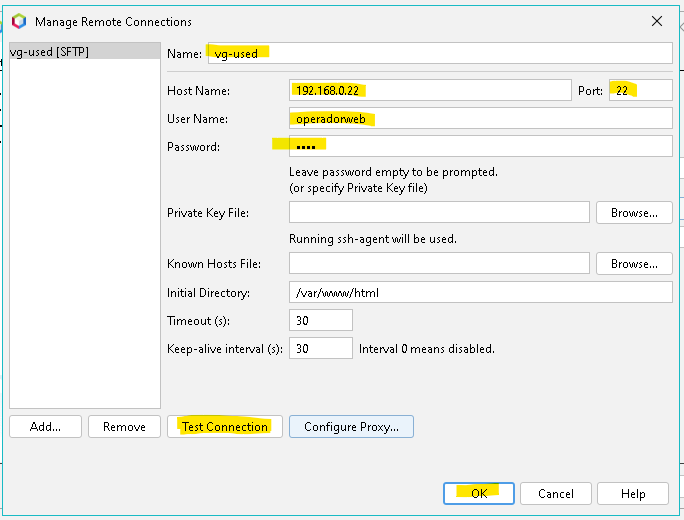 Manage Remote Connections
vg-used [SFTP]
Name: vg-used
Host Name: 192.168.0.22 Port: 22
User Name: operadorweb
Password: ••••
Leave password empty to be prompted.
(or specify Private Key file)
Private Key File: Browse...
Running ssh-agent will be used.
Known Hosts File: Browse...
Initial Directory: /var/www/html
Timeout (s): 30
Keep-alive interval (s): 30 Interval 0 means disabled.
Add... Remove Test Connection Configure Proxy...
OK Cancel Help